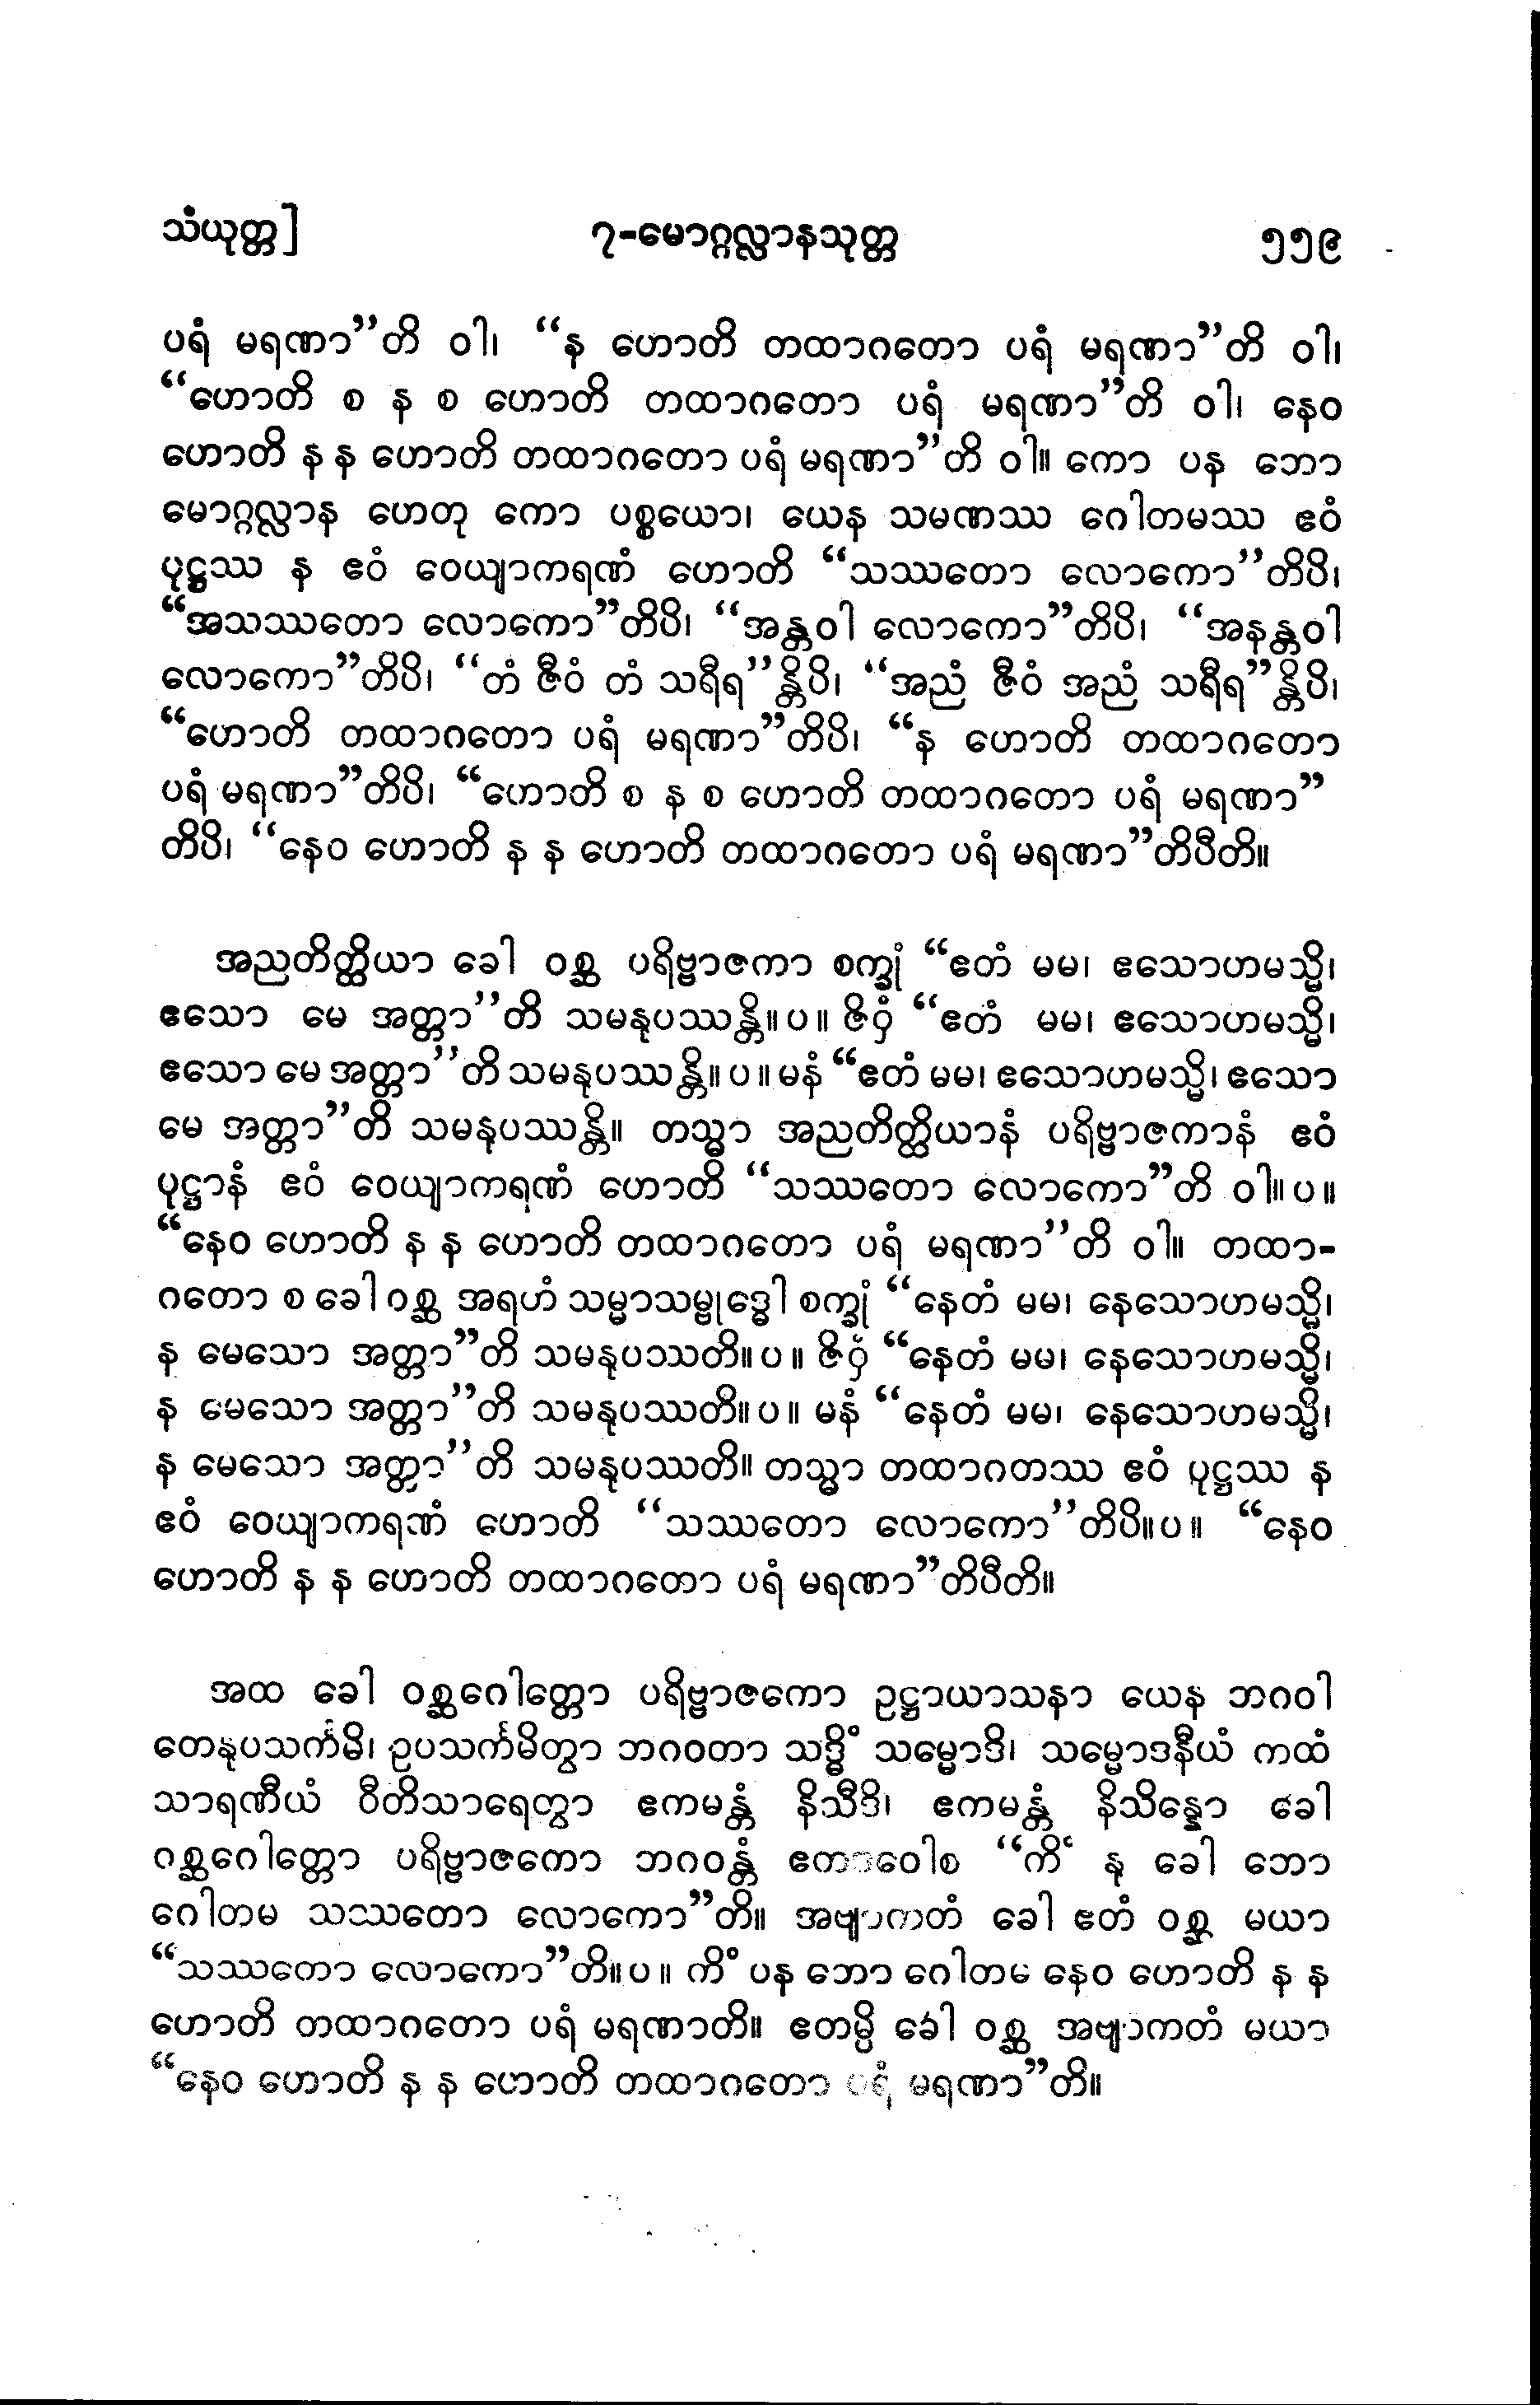 သံယုတ္တ] ၇-မောဂ္ဂလ္လာနသုတ္တ ၅၅၉
ပရံ မရဏာ”တိ ဝါ၊ “န ဟောတိ တထာဂတော ပရံ မရဏာ”တိ ဝါ၊
“ဟောတိ စ န စ ဟောတိ တထာဂတော ပရံ မရဏာ”တိ ဝါ၊ နေဝ
ဟောတိ န န ဟောတိ တထာဂတော ပရံ မရဏာ”တိ ဝါ။ ကော ပန ဘော
မောဂ္ဂလ္လာန ဟေတု ကော ပစ္စယော၊ ယေန သမဏဿ ဂေါတမဿ ဧဝံ
ပုဋ္ဌဿ န ဧဝံ ဝေယျာကရဏံ ဟောတိ “သဿတော လောကော”တိပိ၊
“အသဿတော လောကော”တိပိ၊ “အန္တဝါ လောကော”တိပိ၊ “အနန္တဝါ
လောကော”တိပိ၊ “တံ ဇီဝံ တံ သရီရ”န္တိပိ၊ “အညံ ဇီဝံ အညံ သရီရ”န္တိပိ၊
“ဟောတိ တထာဂတော ပရံ မရဏာ”တိပိ၊ “န ဟောတိ တထာဂတော
ပရံ မရဏာ”တိပိ၊ “ဟောတိ စ န စ ဟောတိ တထာဂတော ပရံ မရဏာ”
တိပိ၊ “နေဝ ဟောတိ န န ဟောတိ တထာဂတော ပရံ မရဏာ”တိပီတိ။
အညတိတ္ထိယာ ခေါ ဝစ္ဆ ပရိဗ္ဗာဇကာ စက္ခုံ “ဧတံ မမ၊ ဧသောဟမသ္မိ၊
ဧသော မေ အတ္တာ”တိ သမနုပဿန္တိ။ပ။ ဇိဝှံ “ဧတံ မမ၊ ဧသောဟမသ္မိ၊
ဧသော မေ အတ္တာ”တိ သမနုပဿန္တိ။ပ။ မနံ “ဧတံ မမ၊ ဧသောဟမသ္မိ၊ ဧသော
မေ အတ္တာ”တိ သမနုပဿန္တိ။ တသ္မာ အညတိတ္ထိယာနံ ပရိဗ္ဗာဇကာနံ ဧဝံ
ပုဋ္ဌာနံ ဧဝံ ဝေယျာကရဏံ ဟောတိ “သဿတော လောကော”တိ ဝါ။ပ။
“နေဝ ဟောတိ န န ဟောတိ တထာဂတော ပရံ မရဏာ”တိ ဝါ။ တထာ-
ဂတော စ ခေါ ဝစ္ဆ အရဟံ သမ္မာသမ္ဗုဒ္ဓေါ စက္ခုံ “နေတံ မမ၊ နေသောဟမသ္မိ၊
န မေသော အတ္တာ”တိ သမနုပဿတိ။ပ။ ဇိဝှံ “နေတံ မမ၊ နေသောဟမသ္မိ၊
န မေသော အတ္တာ”တိ သမနုပဿတိ။ပ။ မနံ “နေတံ မမ၊ နေသောဟမသ္မိ၊
န မေသော အတ္တာ”တိ သမနုပဿတိ။ တသ္မာ တထာဂတဿ ဧဝံ ပုဋ္ဌဿ န
ဧဝံ ဝေယျာကရဏံ ဟောတိ “သဿတော လောကော”တိပိ။ပ။ “နေဝ
ဟောတိ န န ဟောတိ တထာဂတော ပရံ မရဏာ”တိပီတိ။
အထ ခေါ ဝစ္ဆဂေါတ္တော ပရိဗ္ဗာဇကော ဥဋ္ဌာယာသနာ ယေန ဘဂဝါ
တေနုပသင်္ကမိ၊ ဥပသင်္ကမိတွာ ဘဂဝတာ သဒ္ဓိံ သမ္မောဒိ၊ သမ္မောဒနီယံ ကထံ
သာရဏီယံ ဝီတိသာရေတွာ ဧကမန္တံ နိသီဒိ၊ ဧကမန္တံ နိသိန္နော ခေါ
ဝစ္ဆဂေါတ္တော ပရိဗ္ဗာဇကော ဘဂဝန္တံ ဧတဒဝေါစ “ကိံ နု ခေါ ဘော
ဂေါတမ သဿတော လောကော”တိ။ အဗျာကတံ ခေါ ဧတံ ဝစ္ဆ မယာ
“သဿတော လောကော”တိ။ပ။ ကိံ ပန ဘော ဂေါတမ နေဝ ဟောတိ န န
ဟောတိ တထာဂတော ပရံ မရဏာတိ။ ဧတမ္ပိ ခေါ ဝစ္ဆ အဗျာကတံ မယာ
“နေဝ ဟောတိ န န ဟောတိ တထာဂတော ပရံ မရဏာ”တိ။